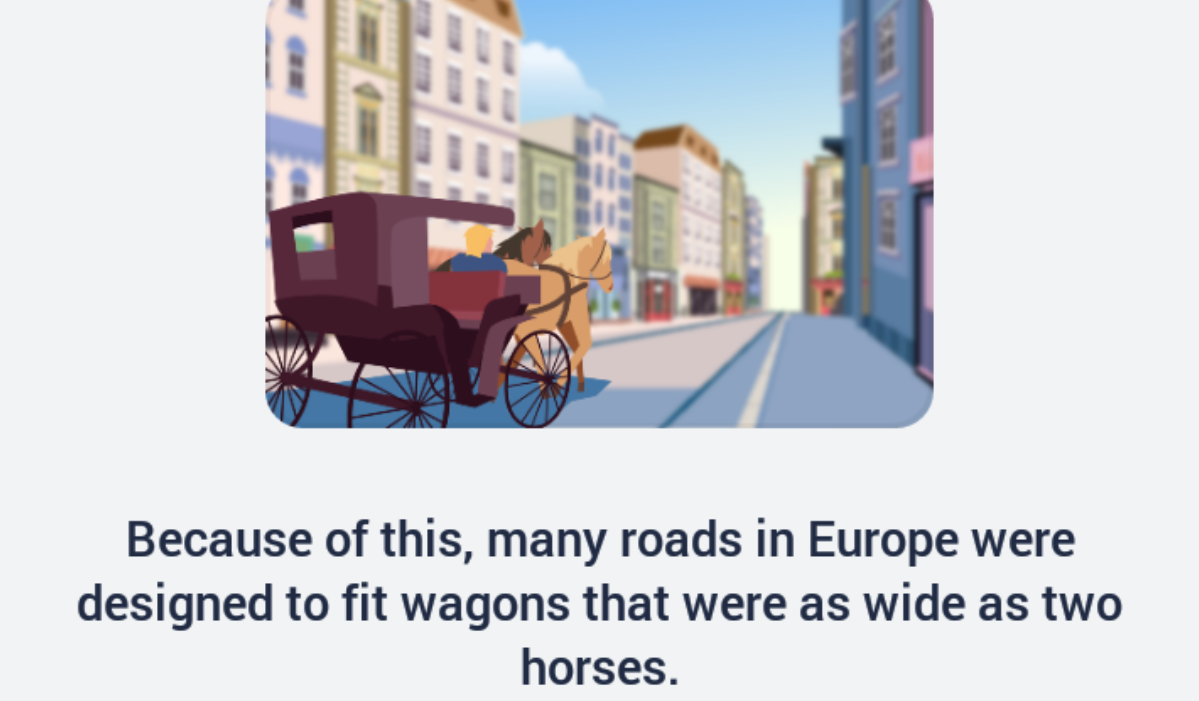 Because of this, many roads in Europe were
designed to fit wagons that were as wide as two
horses.